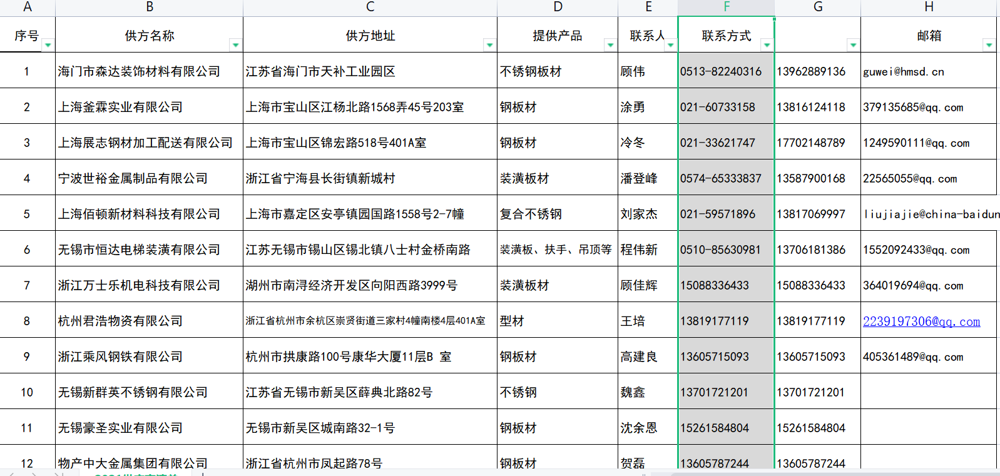 A B C D E F G H
序号 供方名称 供方地址 提供产品 联系人 联系方式 邮箱
1 海门市森达装饰材料有限公司 江苏省海门市天补工业园区 不锈钢板材 顾伟 0513-82240316 13962889136 guwei@hmsd.cn
2 上海釜霖实业有限公司 上海市宝山区江杨北路1568弄45号203室 钢板材 涂勇 021-60733158 13816124118 379135685@qq.com
3 上海展志钢材加工配送有限公司 上海市宝山区锦宏路518号401A室 钢板材 冷冬 021-33621747 17702148789 1249590111@qq.com
4 宁波世裕金属制品有限公司 浙江省宁海县长街镇新城村 装潢板材 潘登峰 0574-65333837 13587900168 22565055@qq.com
5 上海佰顿新材料科技有限公司 上海市嘉定区安亭镇园国路1558号2-7幢 复合不锈钢 刘家杰 021-59571896 13817069997 liujiajie@china-baidun
6 无锡市恒达电梯装潢有限公司 江苏无锡市锡山区锡北镇八士村金桥南路 装潢板、扶手、吊顶等 程伟新 0510-85630981 13706181386 1552092433@qq.com
7 浙江万士乐机电科技有限公司 湖州市南浔经济开发区向阳西路3999号 装潢板材 顾佳辉 15088336433 15088336433 364019694@qq.com
8 杭州君浩物资有限公司 浙江省杭州市余杭区崇贤街道三家村4幢南楼4层401A室 型材 王培 13819177119 13819177119 2239197306@qq.com
9 浙江乘风钢铁有限公司 杭州市拱康路100号康华大厦11层B 室 钢板材 高建良 13605715093 13605715093 405361489@qq.com
10 无锡新群英不锈钢有限公司 江苏省无锡市新吴区薛典北路82号 不锈钢 魏鑫 13701721201 13701721201
11 无锡豪圣实业有限公司 无锡市新吴区城南路32-1号 钢板材 沈余恩 15261584804 15261584804
12 物产中大金属集团有限公司 浙江省杭州市凤起路78号 钢板材 贺磊 13605787244 13605787244